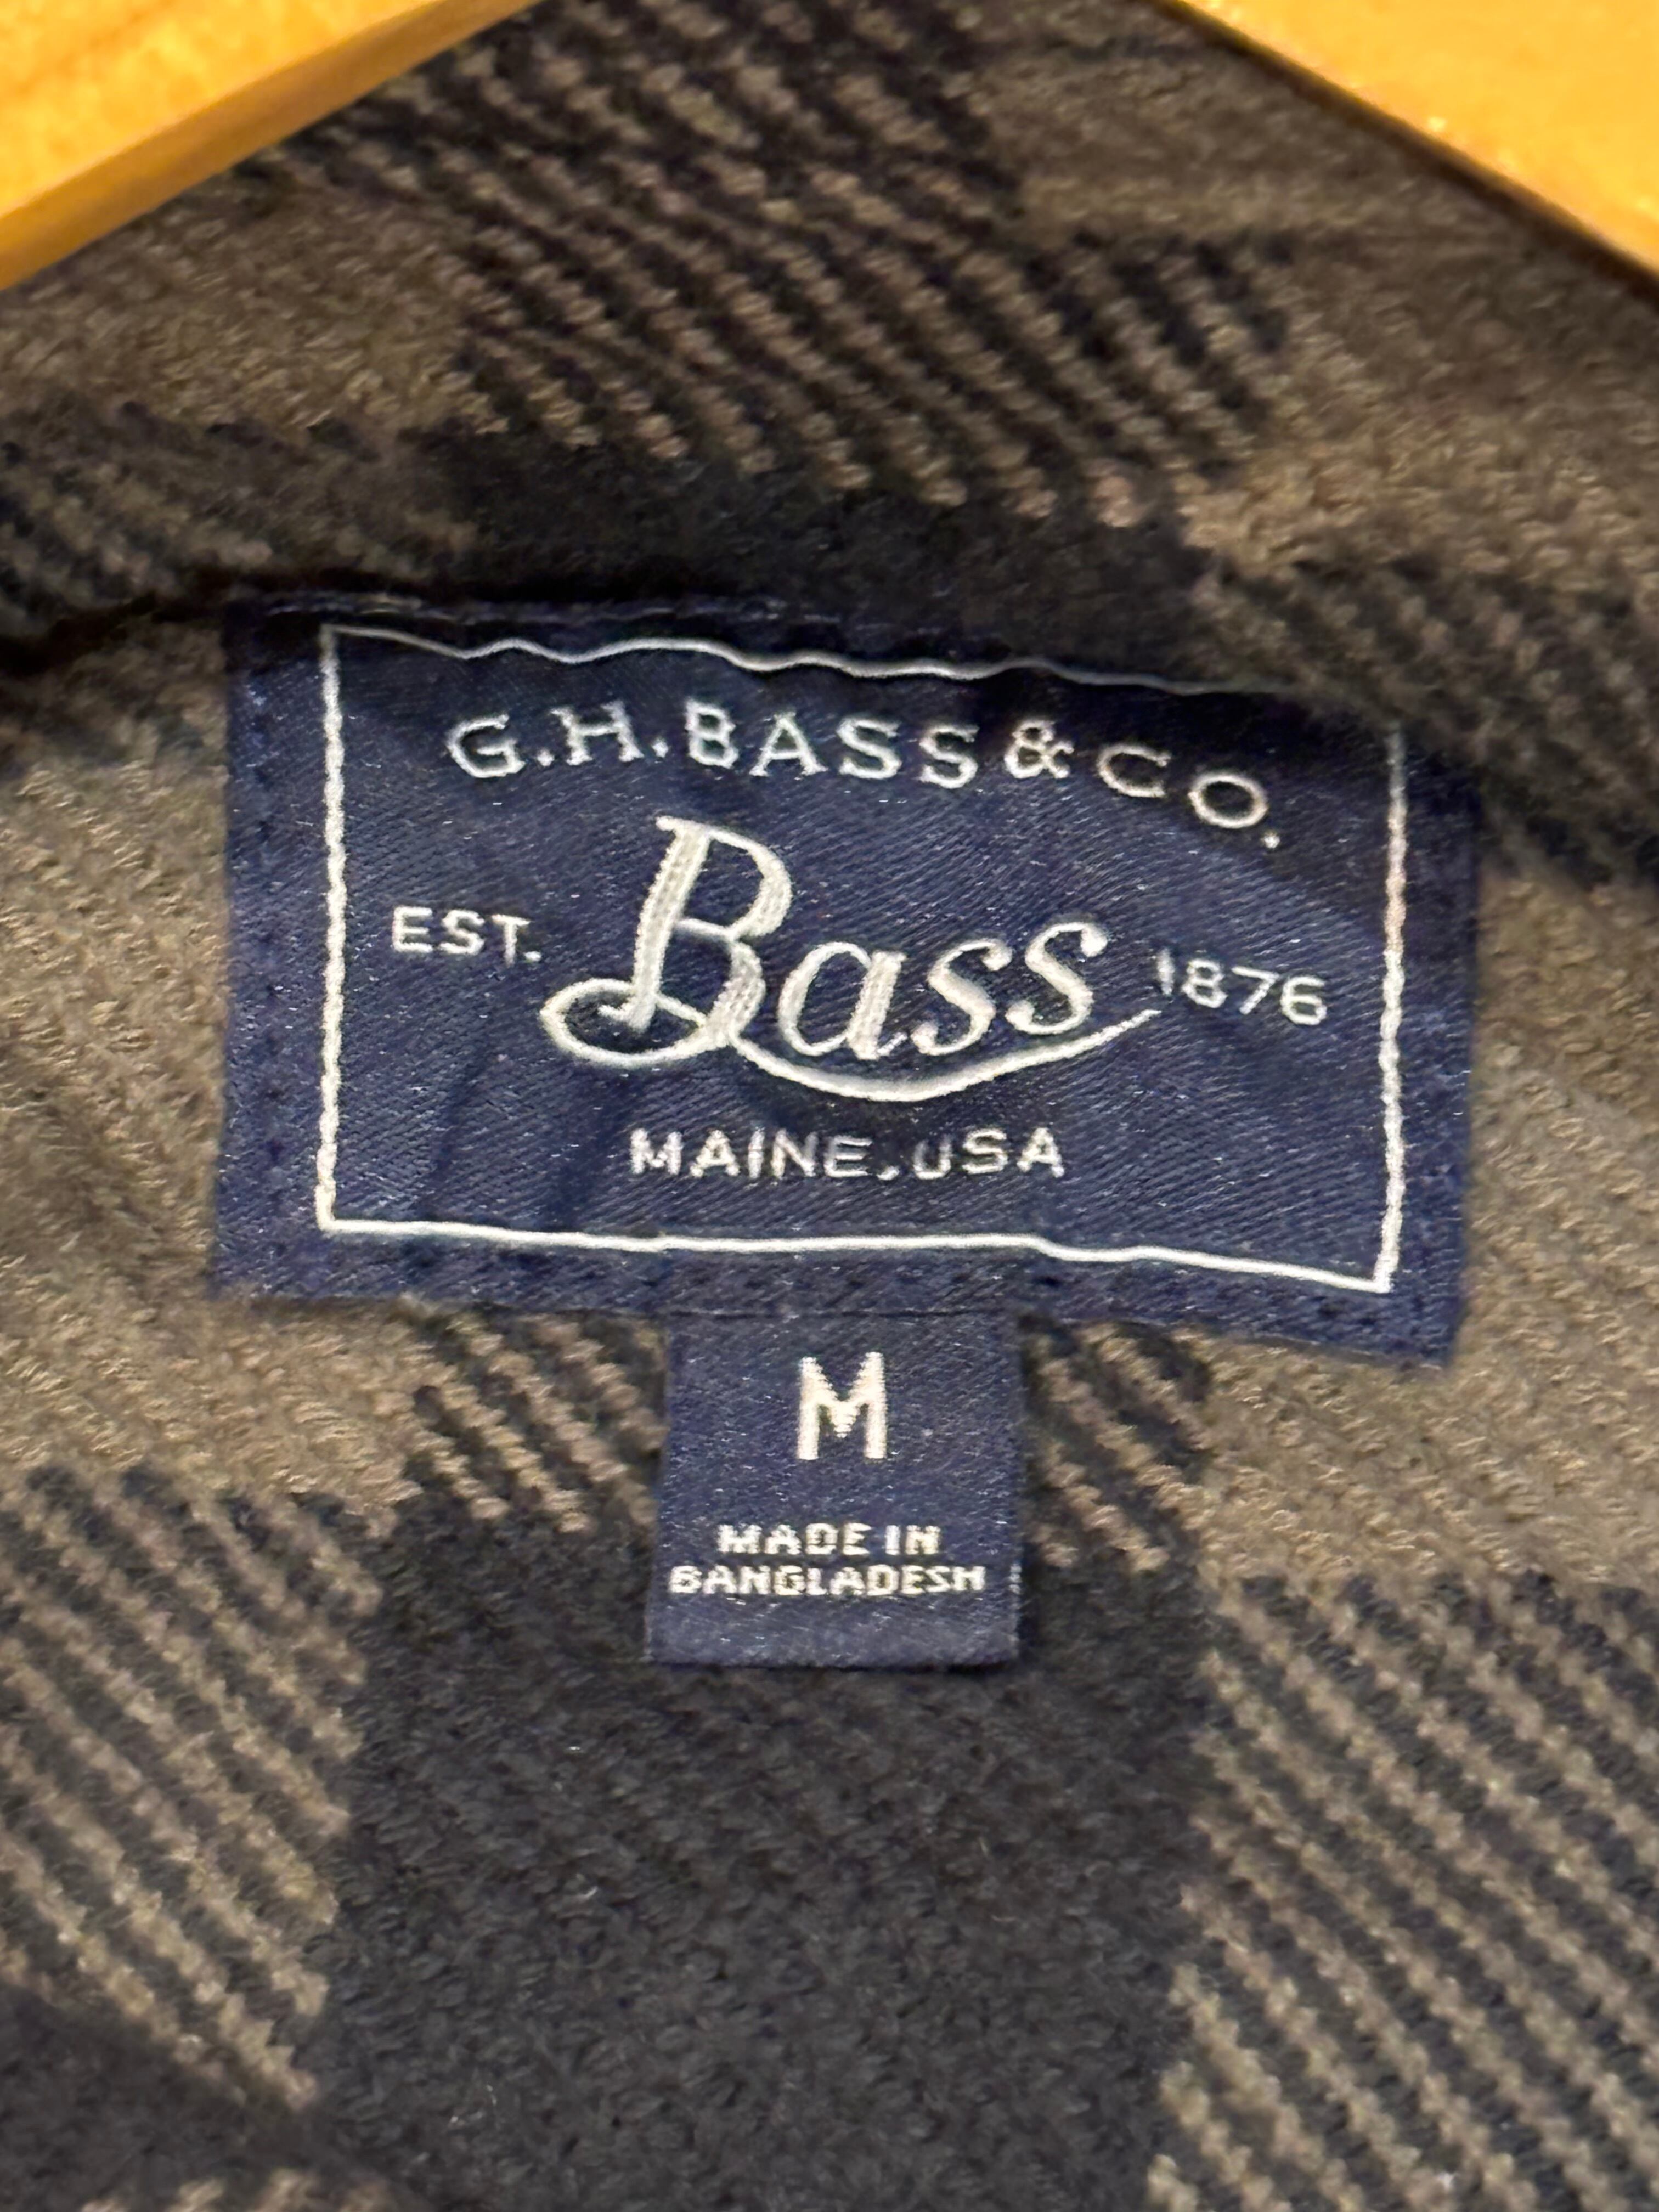 G.H.BASS & CO.
EST. Bass 1876
MAINE, USA
M
MADE IN
BANGLADESH